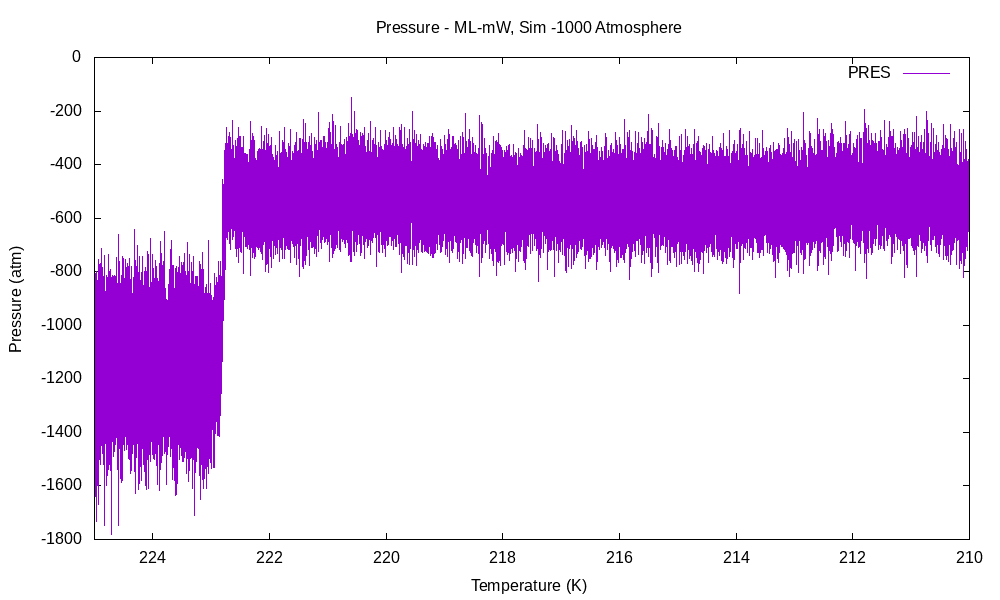 Pressure - ML-mW, Sim -1000 Atmosphere
PRES
0
-200
-400
-600
-800
-1000
-1200
-1400
-1600
-1800
Pressure (atm)
224 222 220 218 216 214 212 210
Temperature (K)